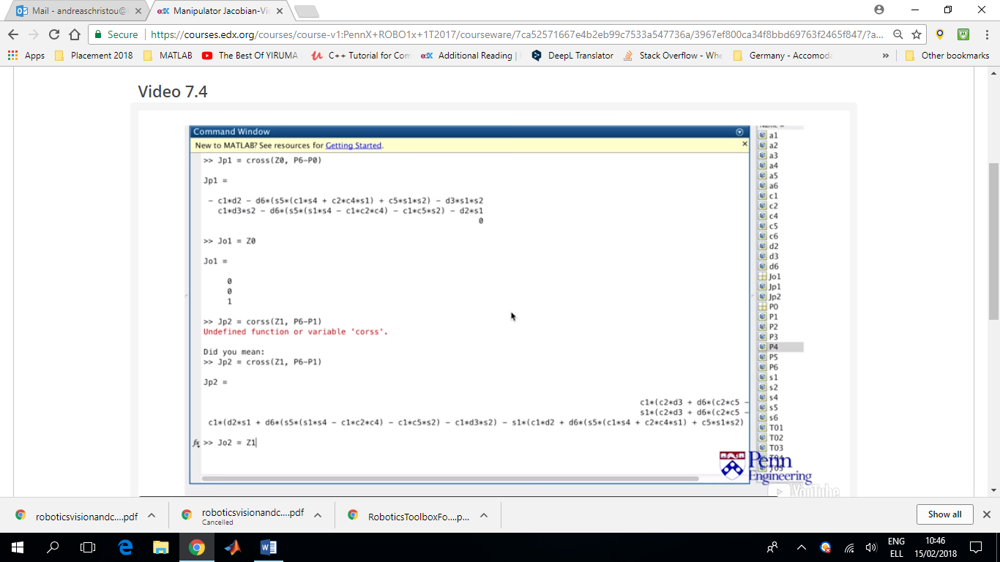 Mail - andreaschristou@
edX Manipulator Jacobian-Vi
Secure
https://courses.edx.org/courses/course-v1:PennX+ROBO1x+1T2017/courseware/7ca52571667e4b2eb99c7533a547736a/3967ef800ca34f8bbd69763f2465f847/?a...
Apps
Placement 2018
MATLAB
The Best Of YIRUMA
C++ Tutorial for Com
edX Additional Reading |
DeepL Translator
Stack Overflow - Whe
Germany - Accomoda
»
Other bookmarks
Video 7.4
Command Window
New to MATLAB? See resources for Getting Started.
>> Jp1 = cross(Z0, P6-P0)
Jp1 =
- c1*d2 - d6*(s5*(c1*s4 + c2*c4*s1) + c5*s1*s2) - d3*s1*s2
c1*d3*s2 - d6*(s5*(s1*s4 - c1*c2*c4) - c1*c5*s2) - d2*s1
0
>> Jo1 = Z0
Jo1 =
0
0
1
>> Jp2 = corss(Z1, P6-P1)
Undefined function or variable 'corss'.
Did you mean:
>> Jp2 = cross(Z1, P6-P1)
Jp2 =
c1*(c2*d3 + d6*(c2*c5 -
s1*(c2*d3 + d6*(c2*c5 -
c1*(d2*s1 + d6*(s5*(s1*s4 - c1*c2*c4) - c1*c5*s2) - c1*d3*s2) - s1*(c1*d2 + d6*(s5*(c1*s4 + c2*c4*s1) + c5*s1*s2)
fx >> Jo2 = Z1
a1
a2
a3
a4
a5
a6
c1
c2
c4
c5
c6
d2
d3
d6
Jo1
Jp1
Jp2
P0
P1
P2
P3
P4
P5
P6
s1
s2
s4
s5
s6
T01
T02
T03
T04
T05
Penn
Engineering
YouTube
roboticsvisionandc....pdf
roboticsvisionandc....pdf
Cancelled
RoboticsToolboxFo....p...
Show all
ENG
ELL
10:46
15/02/2018